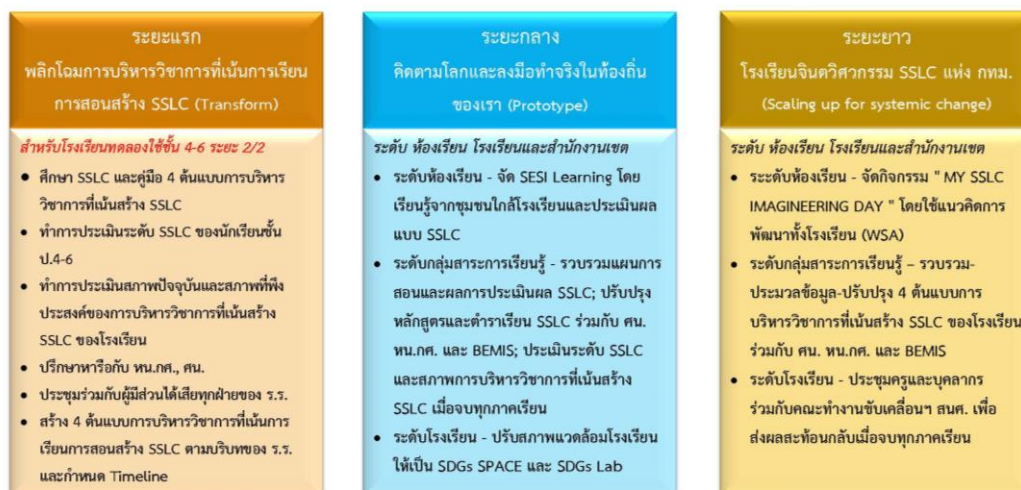 ระยะแรก
พลิกโฉมการบริหารวิชาการที่เน้นการเรียน
การสอนสร้าง SSLC (Transform)
สำหรับโรงเรียนทดลองใช้ชั้น 4-6 ระยะ 2/2
● ศึกษา SSLC และคู่มือ 4 ต้นแบบการบริหาร
วิชาการที่เน้นสร้าง SSLC
• ทำการประเมินระดับ SSLC ของนักเรียนชั้น
ป.4-6
• ทำการประเมินสภาพปัจจุบันและสภาพที่พึง
ประสงค์ของการบริหารวิชาการที่เน้นสร้าง
SSLC ของโรงเรียน
• ปรึกษาหารือกับ หน.กศ., ศน.
• ประชุมร่วมกับผู้มีส่วนได้เสียทุกฝ่ายของ ร.ร.
• สร้าง 4 ต้นแบบการบริหารวิชาการที่เน้นการ
เรียนการสอนสร้าง SSLC ตามบริบทของ ร.ร.
และกำหนด Timeline
ระยะกลาง
คิดตามโลกและลงมือทำจริงในท้องถิ่น
ของเรา (Prototype)
ระดับ ห้องเรียน โรงเรียนและสำนักงานเขต
• ระดับห้องเรียน - จัด SESI Learning โดย
เรียนรู้จากชุมชนใกล้โรงเรียนและประเมินผล
แบบ SSLC
• ระดับกลุ่มสาระการเรียนรู้ - รวบรวมแผนการ
สอนและผลการประเมินผล SSLC; ปรับปรุง
หลักสูตรและตำราเรียน SSLC ร่วมกับ ศน.
หน.กศ. และ BEMIS; ประเมินระดับ SSLC
และสภาพการบริหารวิชาการที่เน้นสร้าง
SSLC เมื่อจบทุกภาคเรียน
• ระดับโรงเรียน - ปรับสภาพแวดล้อมโรงเรียน
ให้เป็น SDGs SPACE และ SDGs Lab
ระยะยาว
โรงเรียนจินตวิศวกรรม SSLC แห่ง กทม.
(Scaling up for systemic change)
ระดับ ห้องเรียน โรงเรียนและสำนักงานเขต
• ระะดับห้องเรียน - จัดกิจกรรม " MY SSLC
IMAGINEERING DAY " โดยใช้แนวคิดการ
พัฒนาทั้งโรงเรียน (WSA)
• ระดับกลุ่มสาระการเรียนรู้ – รวบรวม-
ประมวลข้อมูล-ปรับปรุง 4 ต้นแบบการ
บริหารวิชาการที่เน้นสร้าง SSLC ของโรงเรียน
ร่วมกับ ศน. หน.กศ. และ BEMIS
• ระดับโรงเรียน - ประชุมครูและบุคลากร
ร่วมกับคณะทำงานขับเคลื่อนฯ สนศ. เพื่อ
ส่งผลสะท้อนกลับเมื่อจบทุกภาคเรียน